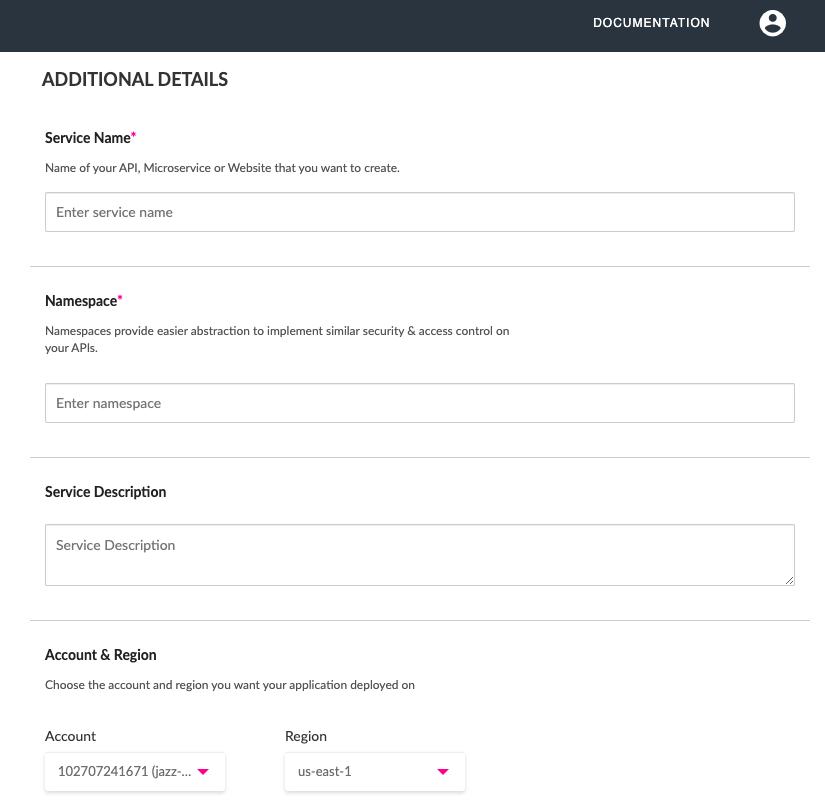 DOCUMENTATION
ADDITIONAL DETAILS
Service Name*
Name of your API, Microservice or Website that you want to create.
Enter service name
Namespace*
Namespaces provide easier abstraction to implement similar security & access control on
your APIs.
Enter namespace
Service Description
Service Description
Account & Region
Choose the account and region you want your application deployed on
Account Region
102707241671 (jazz-... us-east-1